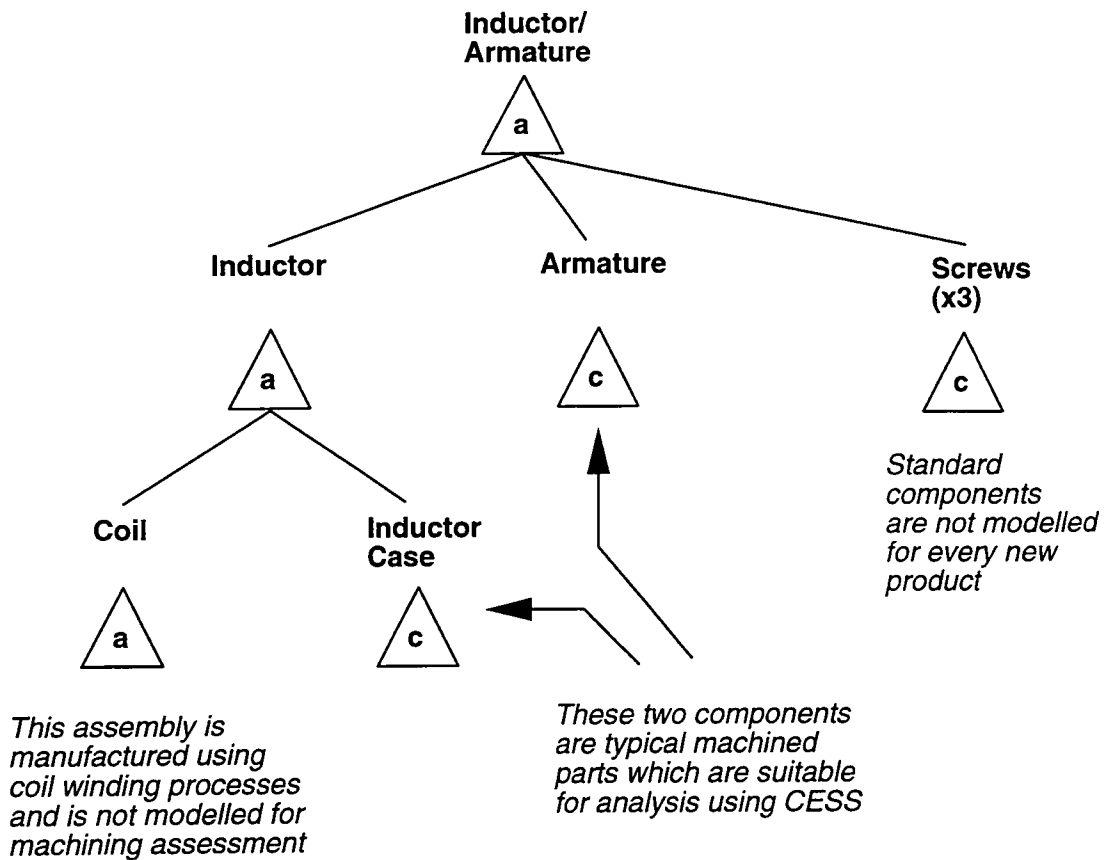 Inductor/
Armature
a
Inductor
Armature
Screws
(x3)
a
c
c
Standard
components
are not modelled
for every new
product
Coil
Inductor
Case
a
c
This assembly is
manufactured using
coil winding processes
and is not modelled for
machining assessment
These two components
are typical machined
parts which are suitable
for analysis using CESS